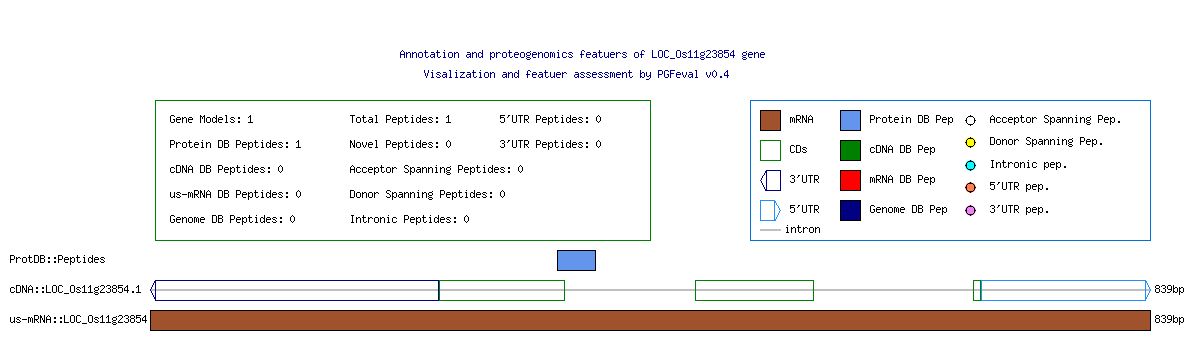 Annotation and proteogenomics featuers of LOC_Os11g23854 gene
Visalization and featuer assessment by PGFeval v0.4
Gene Models: 1 Total Peptides: 1 5'UTR Peptides: 0
Protein DB Peptides: 1 Novel Peptides: 0 3'UTR Peptides: 0
cDNA DB Peptides: 0 Acceptor Spanning Peptides: 0
us-mRNA DB Peptides: 0 Donor Spanning Peptides: 0
Genome DB Peptides: 0 Intronic Peptides: 0
mRNA Protein DB Pep Acceptor Spanning Pep.
CDs cDNA DB Pep Donor Spanning Pep.
3'UTR mRNA DB Pep Intronic pep.
5'UTR Genome DB Pep 5'UTR pep.
intron 3'UTR pep.
ProtDB::Peptides
cDNA::LOC_Os11g23854.1 839bp
us-mRNA::LOC_Os11g23854 839bp